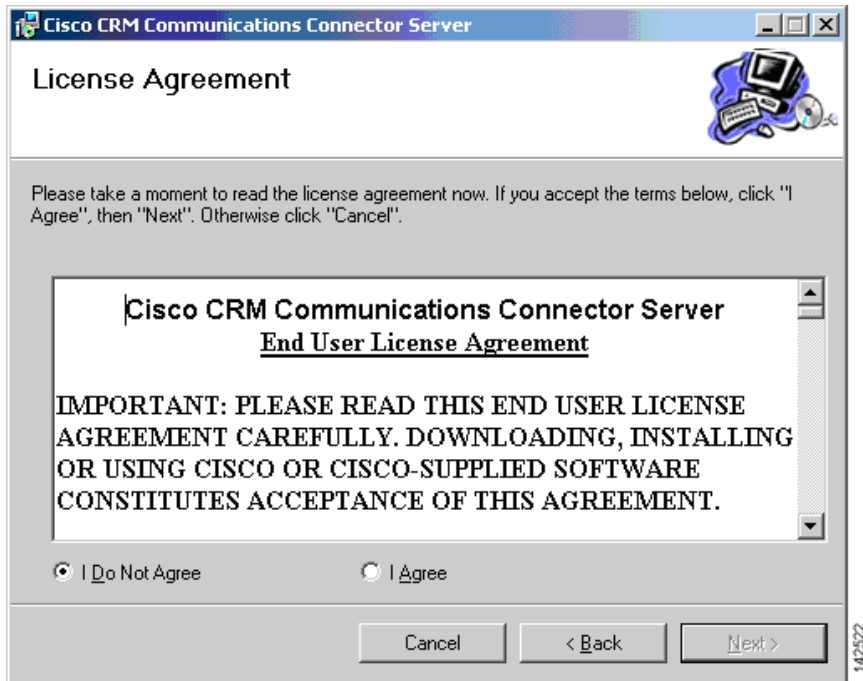 Cisco CRM Communications Connector Server
License Agreement
Please take a moment to read the license agreement now. If you accept the terms below, click "I
Agree", then "Next". Otherwise click "Cancel".
Cisco CRM Communications Connector Server
End User License Agreement
IMPORTANT: PLEASE READ THIS END USER LICENSE
AGREEMENT CAREFULLY. DOWNLOADING, INSTALLING
OR USING CISCO OR CISCO-SUPPLIED SOFTWARE
CONSTITUTES ACCEPTANCE OF THIS AGREEMENT.
I Do Not Agree
I Agree
Cancel
< Back
Next >
142522